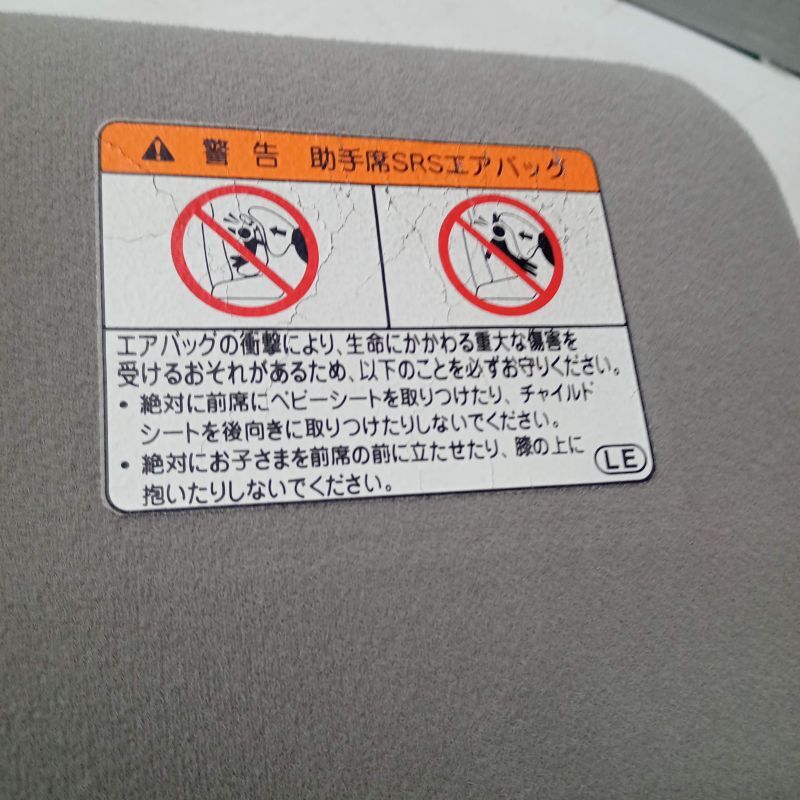 警告 助手席SRSエアバッグ
エアバッグの衝撃により、生命にかかわる重大な傷害を
受けるおそれがあるため、以下のことを必ずお守りください。
• 絶対に前席にベビーシートを取りつけたり、チャイルド
シートを後向きに取りつけたりしないでください。
• 絶対にお子さまを前席の前に立たせたり、膝の上に
抱いたりしないでください。
LE